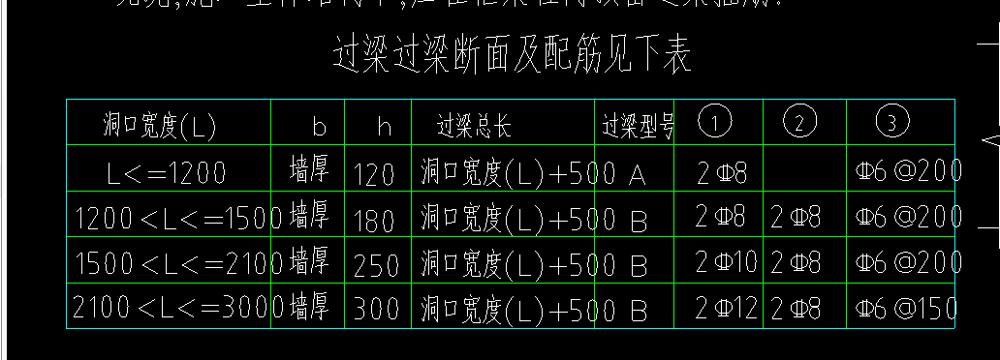 过梁过梁断面及配筋见下表
洞口宽度(L) b h 过梁总长 过梁型号 ① ② ③
L<=1200 墙厚 120 洞口宽度(L)+500 A 2Φ8 Φ6@200
1200<L<=1500 墙厚 180 洞口宽度(L)+500 B 2Φ8 2Φ8 Φ6@200
1500<L<=2100 墙厚 250 洞口宽度(L)+500 B 2Φ10 2Φ8 Φ6@200
2100<L<=3000 墙厚 300 洞口宽度(L)+500 B 2Φ12 2Φ8 Φ6@150